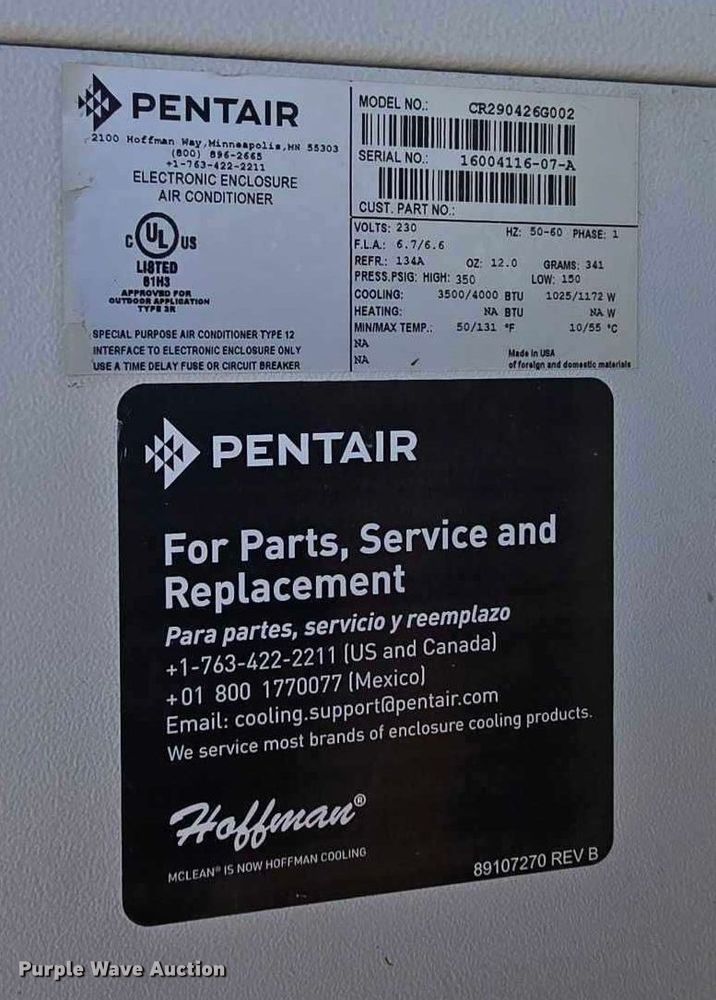 PENTAIR
2100 Hoffman Way, Minneapolis, MN 55303
(800) 896-2665
+1-763-422-2211
ELECTRONIC ENCLOSURE
AIR CONDITIONER
C UL US
LISTED
81H3
APPROVED FOR
OUTDOOR APPLICATION
TYPE 3R
SPECIAL PURPOSE AIR CONDITIONER TYPE 12
INTERFACE TO ELECTRONIC ENCLOSURE ONLY
USE A TIME DELAY FUSE OR CIRCUIT BREAKER
MODEL NO.: CR290426G002
SERIAL NO.: 16004116-07-A
CUST. PART NO.:
VOLTS: 230 HZ: 50-60 PHASE: 1
F.L.A.: 6.7/6.6
REFR.: 134A OZ: 12.0 GRAMS: 341
PRESS.PSIG: HIGH: 350 LOW: 150
COOLING: 3500/4000 BTU 1025/1172 W
HEATING: NA BTU NA W
MIN/MAX TEMP.: 50/131 °F 10/55 °C
NA
NA
Made in USA
of foreign and domestic materials
PENTAIR
For Parts, Service and
Replacement
Para partes, servicio y reemplazo
+1-763-422-2211 (US and Canada)
+01 800 1770077 (Mexico)
Email: cooling.support@pentair.com
We service most brands of enclosure cooling products.
Hoffman®
MCLEAN® IS NOW HOFFMAN COOLING
89107270 REV B
Purple Wave Auction